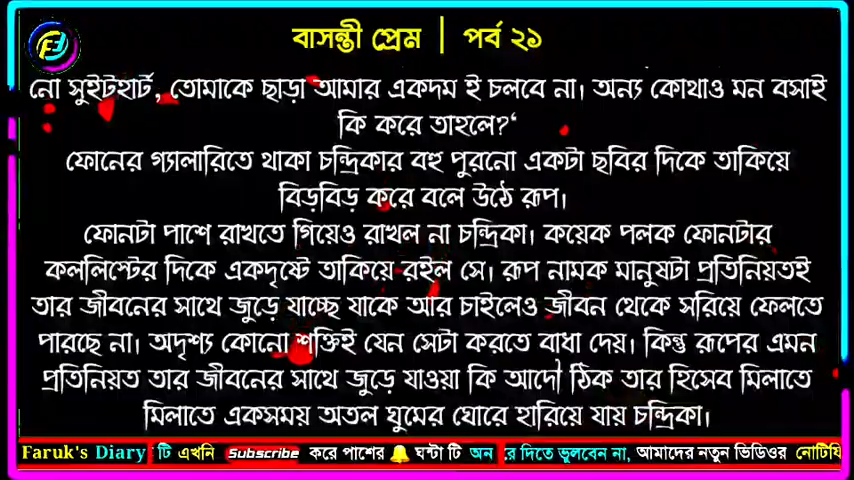 বাসন্তী প্রেম | পর্ব ২১
নো সুইটহার্ট, তোমাকে ছাড়া আমার একদম ই চলবে না। অন্য কোথাও মন বসাই
কি করে তাহলে?‘
ফোনের গ্যালারিতে থাকা চন্দ্রিকার বহু পুরনো একটা ছবির দিকে তাকিয়ে
বিড়বিড় করে বলে উঠে রূপ।
ফোনটা পাশে রাখতে গিয়েও রাখল না চন্দ্রিকা। কয়েক পলক ফোনটার
কললিস্টের দিকে একদৃষ্টে তাকিয়ে রইল সে। রূপ নামক মানুষটা প্রতিনিয়তই
তার জীবনের সাথে জুড়ে যাচ্ছে যাকে আর চাইলেও জীবন থেকে সরিয়ে ফেলতে
পারছে না। অদৃশ্য কোনো শক্তিই যেন সেটা করতে বাধা দেয়। কিন্তু রূপের এমন
প্রতিনিয়ত তার জীবনের সাথে জুড়ে যাওয়া কি আদৌ ঠিক তার হিসেব মিলাতে
মিলাতে একসময় অতল ঘুমের ঘোরে হারিয়ে যায় চন্দ্রিকা।
Faruk's Diary টি এখনি Subscribe করে পাশের 🔔 ঘন্টা টি অন রে দিতে ভুলবেন না, আমাদের নতুন ভিডিওর নোটিফি